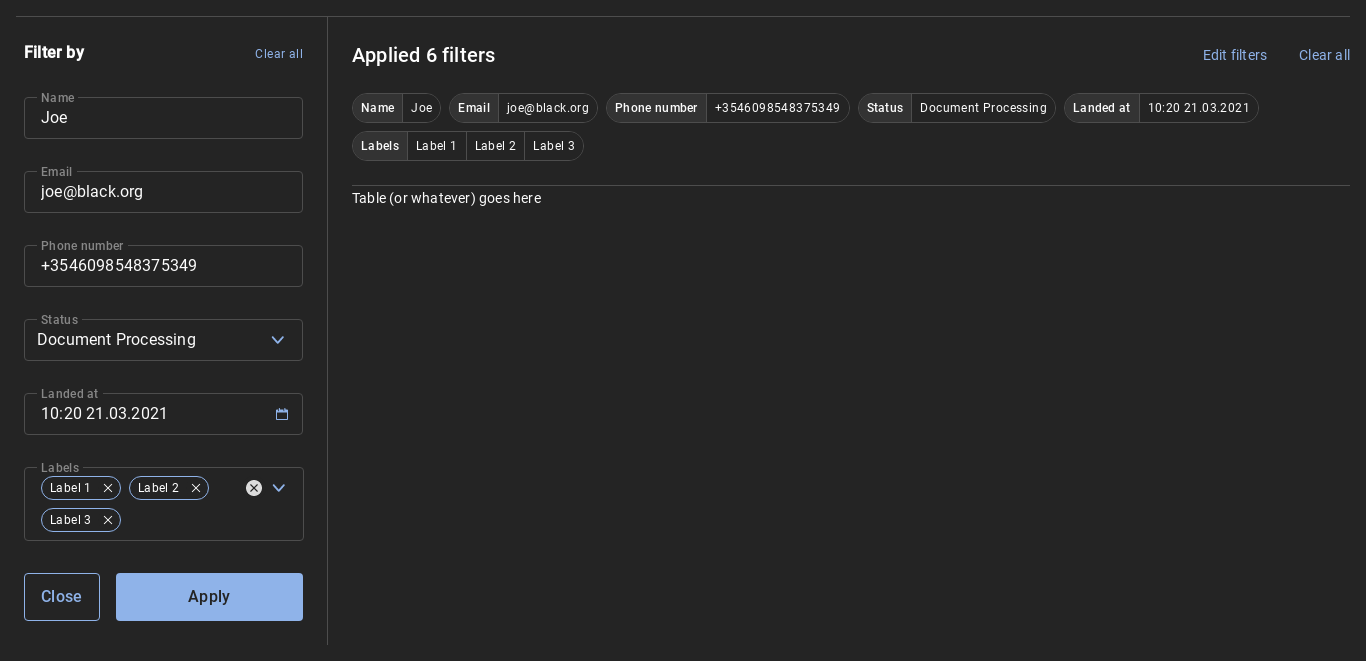 Filter by
Clear all
Name
Joe
Email
joe@black.org
Phone number
+3546098548375349
Status
Document Processing
Landed at
10:20 21.03.2021
Labels
Label 1 Label 2
Label 3
Close Apply
Applied 6 filters
Edit filters Clear all
Name Joe Email joe@black.org Phone number +3546098548375349 Status Document Processing Landed at 10:20 21.03.2021
Labels Label 1 Label 2 Label 3
Table (or whatever) goes here